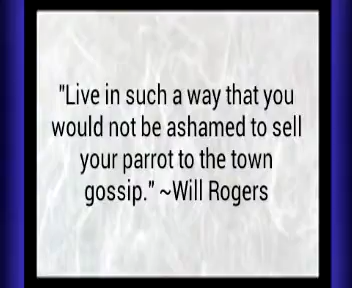 "Live in such a way that you
would not be ashamed to sell
your parrot to the town
gossip." ~Will Rogers